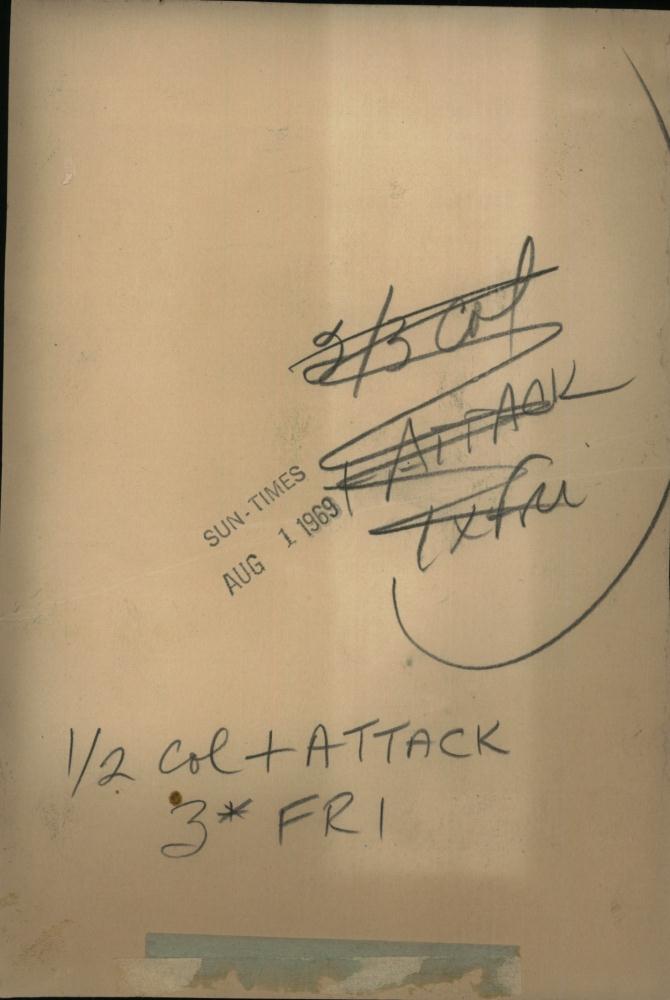 2/3 Col
+ ATTACK
1x FRI
SUN-TIMES
AUG 1 1969
1/2 Col + ATTACK
3* FRI